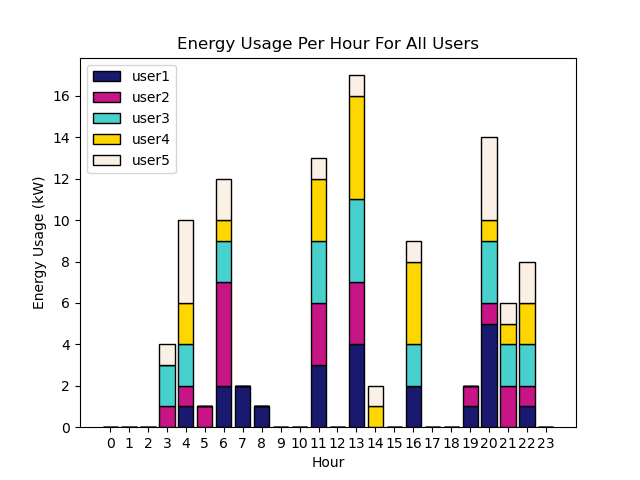 Energy Usage Per Hour For All Users
user1
user2
user3
user4
user5
Energy Usage (kW)
16
14
12
10
8
6
4
2
0
0 1 2 3 4 5 6 7 8 9 10 11 12 13 14 15 16 17 18 19 20 21 22 23
Hour